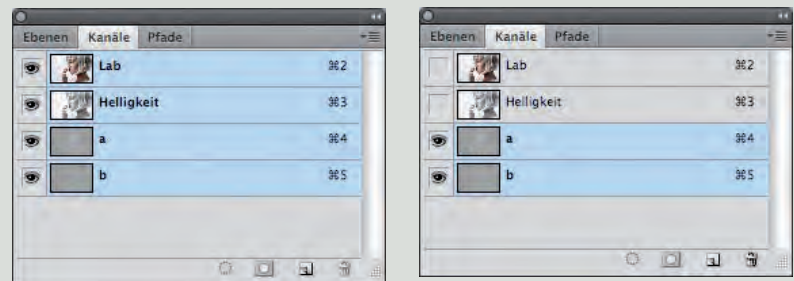 Ebenen Kanäle Pfade
Lab ⌘2
Helligkeit ⌘3
a ⌘4
b ⌘5
Ebenen Kanäle Pfade
Lab ⌘2
Helligkeit ⌘3
a ⌘4
b ⌘5